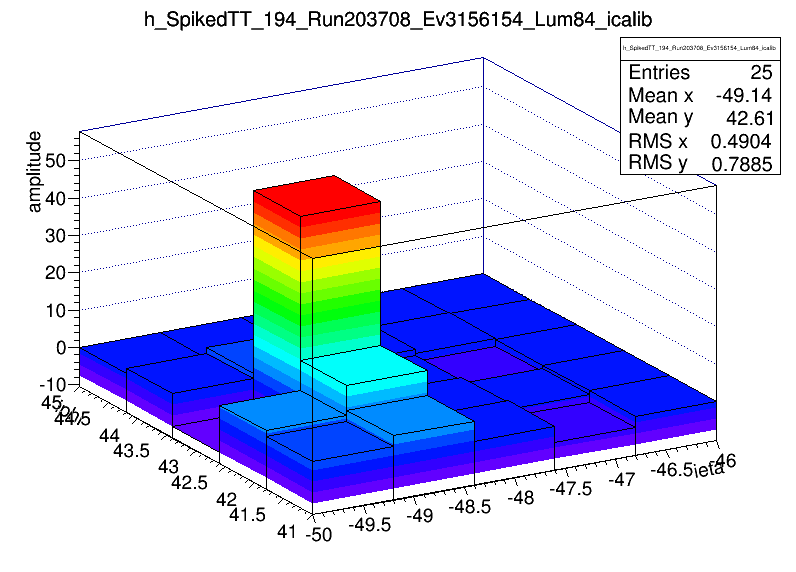 h_SpikedTT_194_Run203708_Ev3156154_Lum84_icalib
h_SpikedTT_194_Run203708_Ev3156154_Lum84_icalib
Entries 25
Mean x -49.14
Mean y 42.61
RMS x 0.4904
RMS y 0.7885
amplitude
50
40
30
20
10
0
-10
45
44.5
44
43.5
43
42.5
42
41.5
41
-50
-49.5
-49
-48.5
-48
-47.5
-47
-46.5
-46
ieta